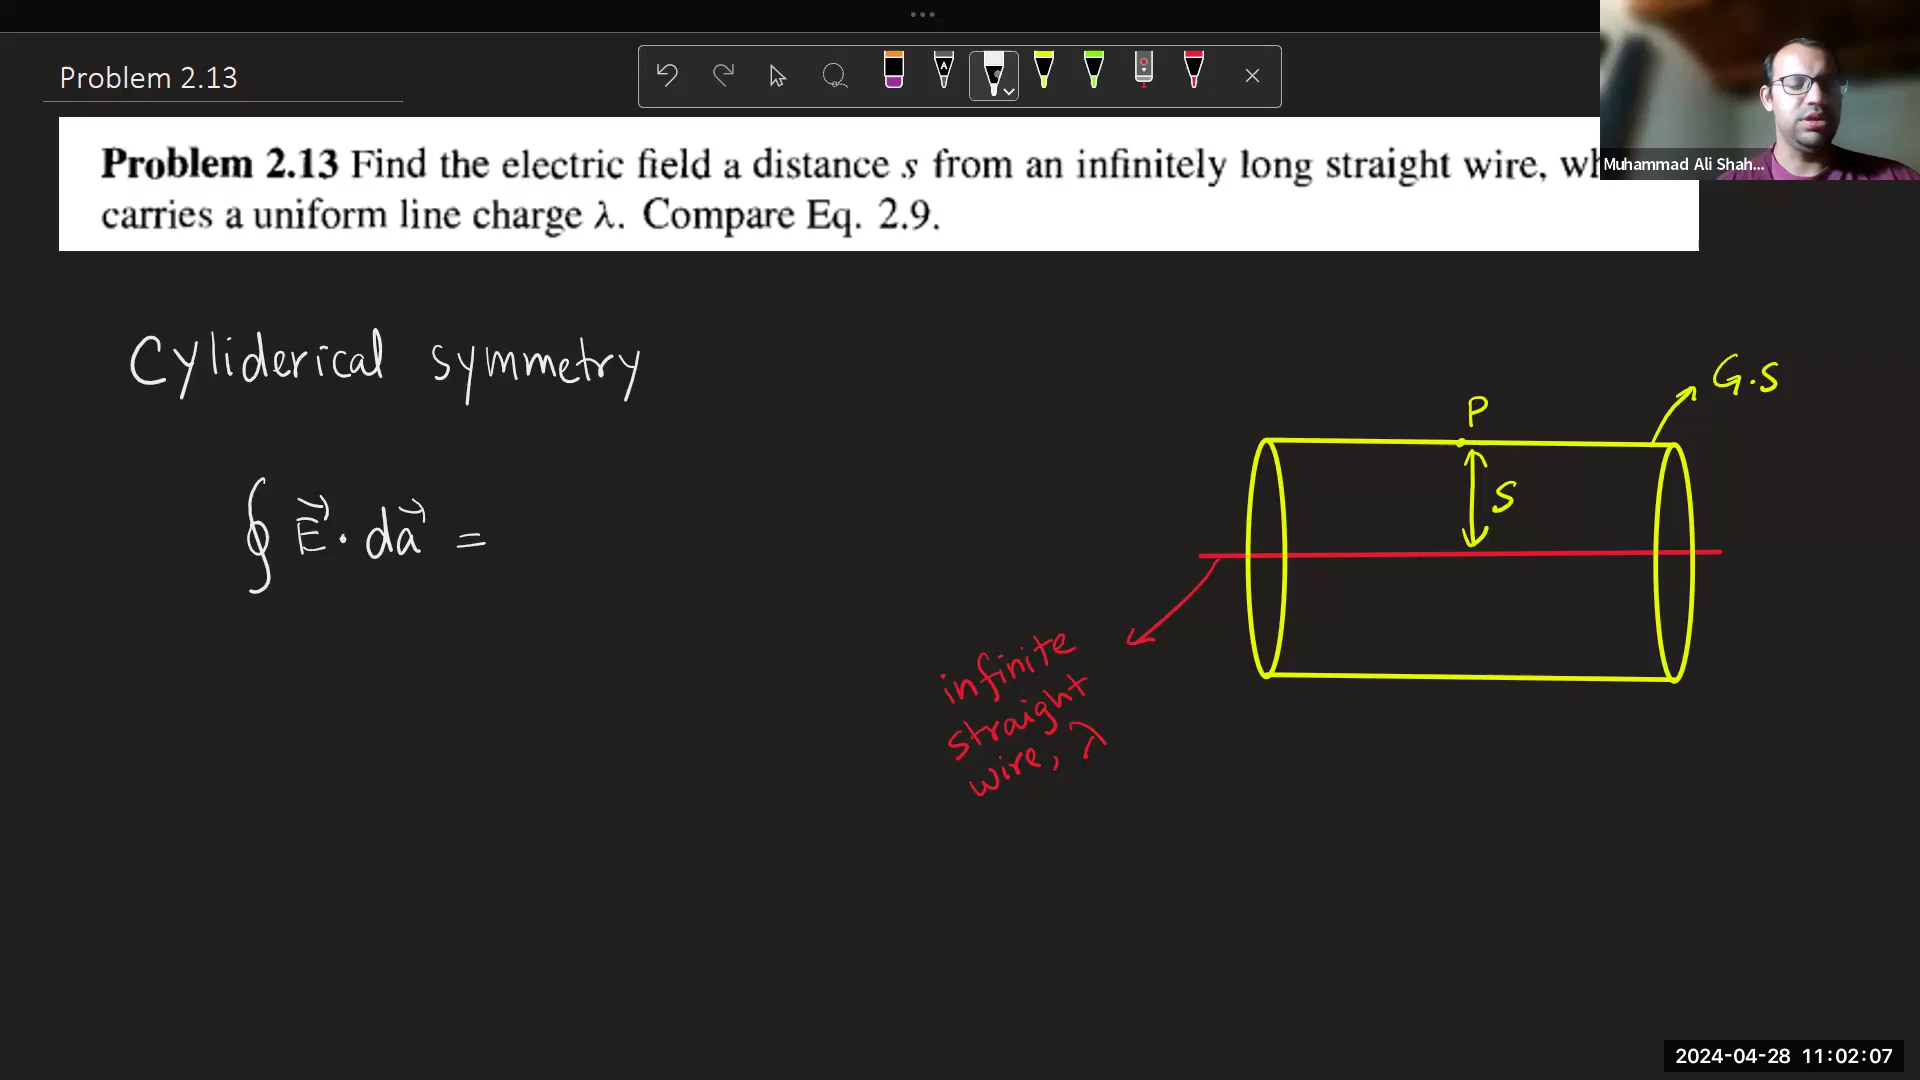 Problem 2.13
Muhammad Ali Shah...
Problem 2.13 Find the electric field a distance s from an infinitely long straight wire,
carries a uniform line charge λ. Compare Eq. 2.9.
Cyliderical symmetry
G.S
P
S
∮ E⃗ · da⃗ =
infinite
straight
wire, λ
2024-04-28 11:02:07